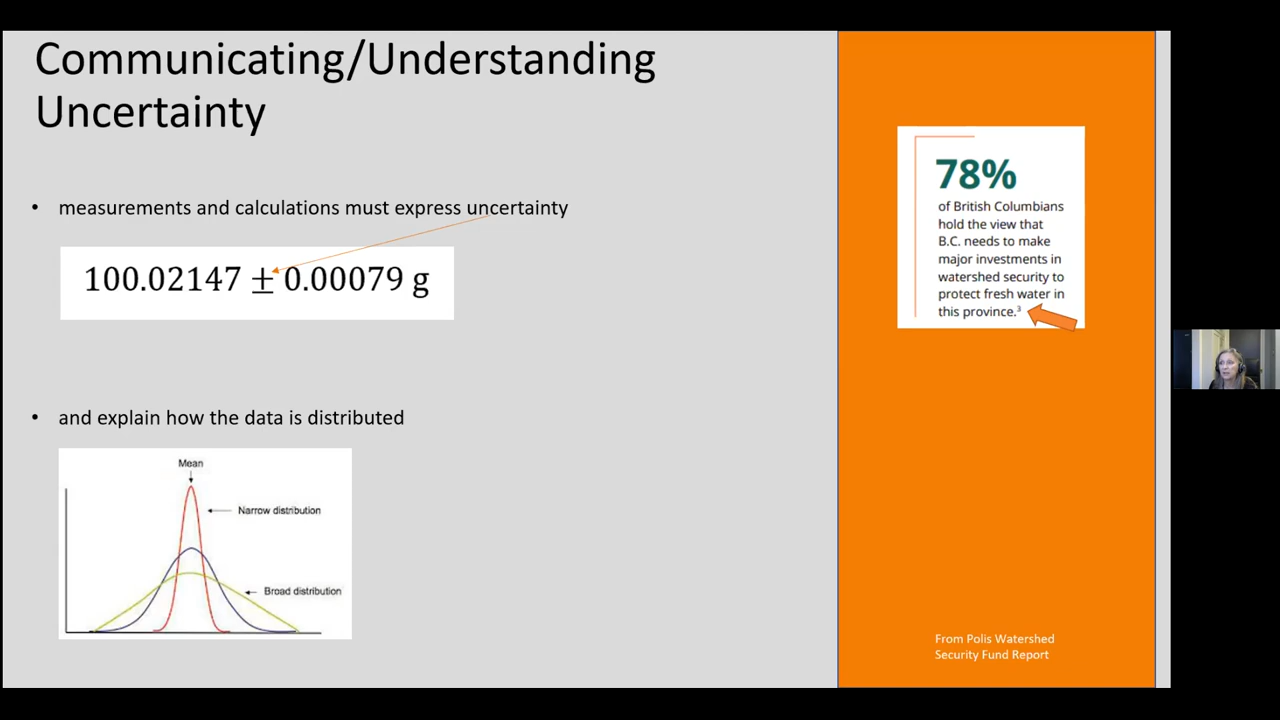 Communicating/Understanding
Uncertainty
• measurements and calculations must express uncertainty
100.02147 ± 0.00079 g
• and explain how the data is distributed
Mean
Narrow distribution
Broad distribution
78%
of British Columbians
hold the view that
B.C. needs to make
major investments in
watershed security to
protect fresh water in
this province.³
From Polis Watershed
Security Fund Report